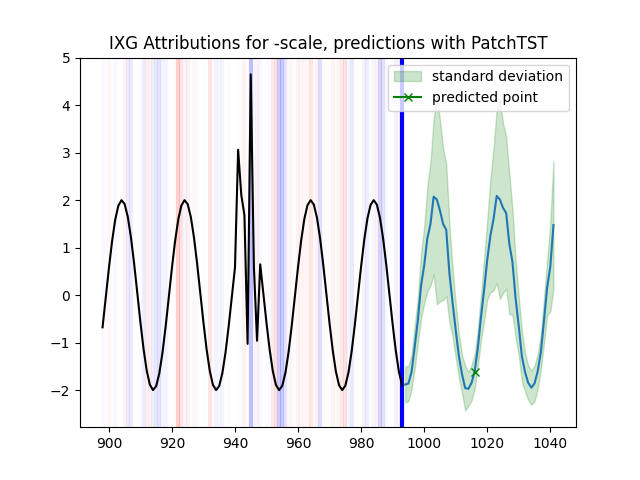 IXG Attributions for -scale, predictions with PatchTST
standard deviation
predicted point
5
4
3
2
1
0
−1
−2
900 920 940 960 980 1000 1020 1040